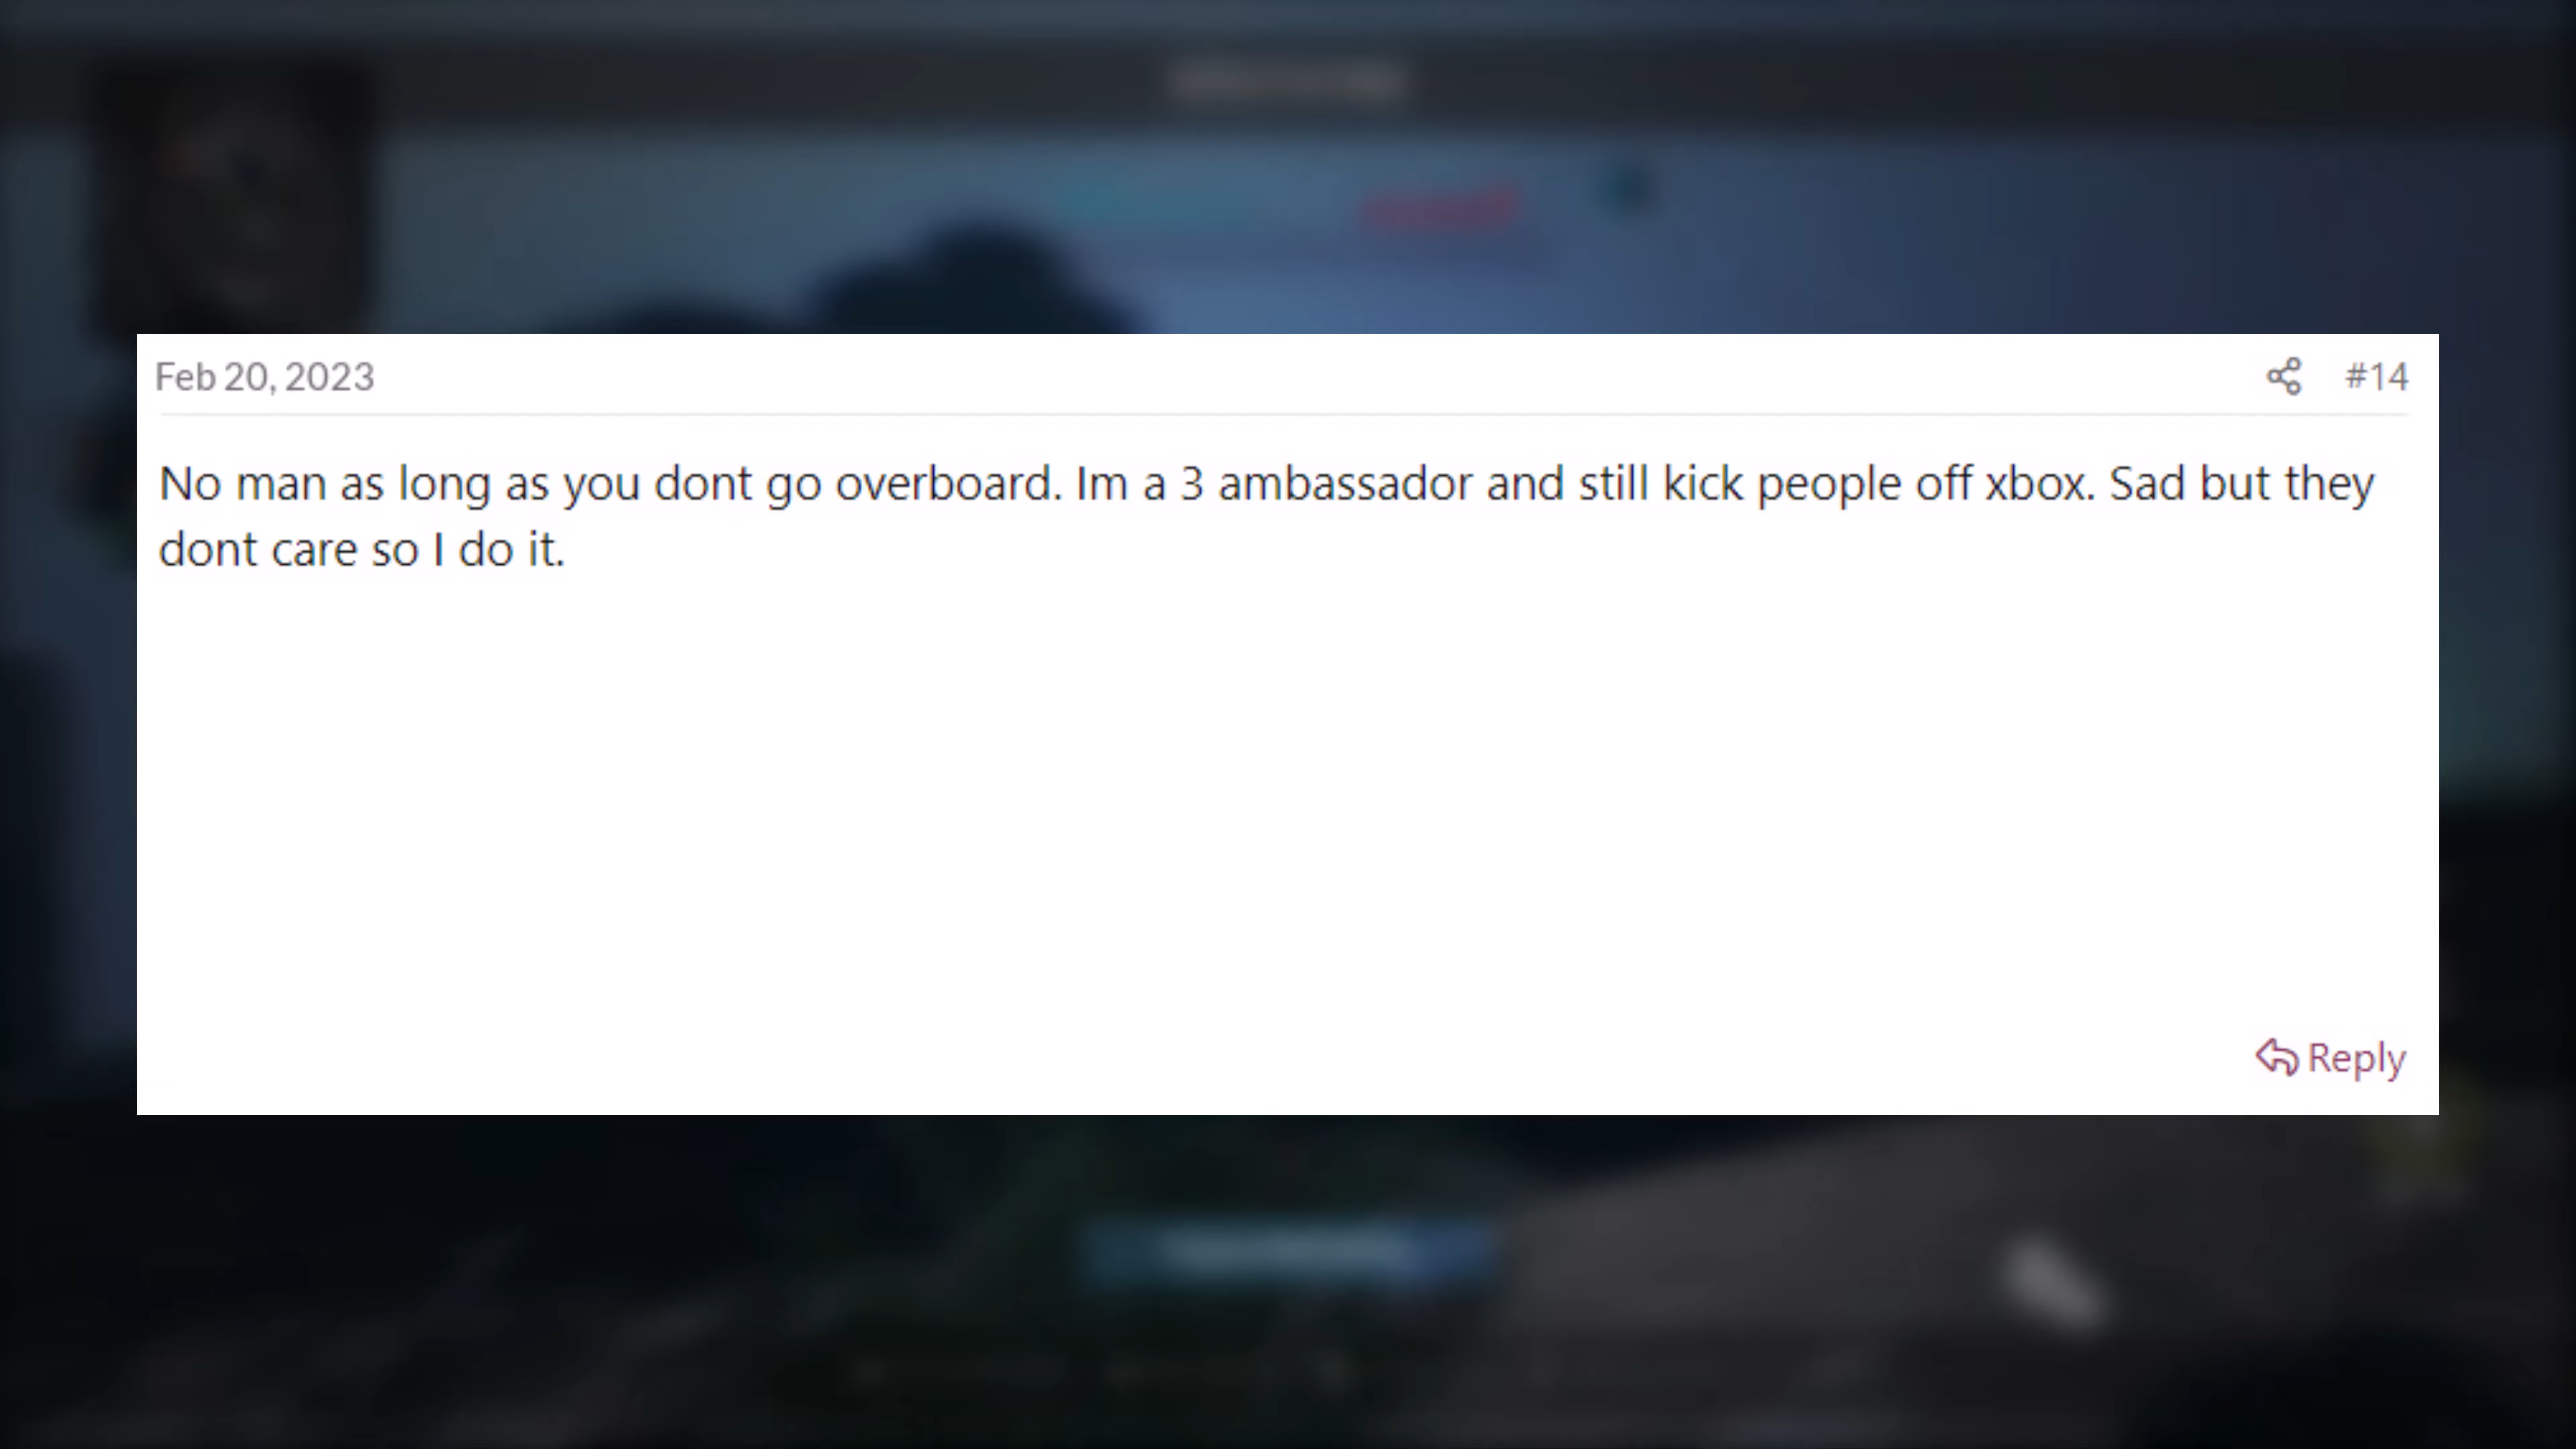 Feb 20, 2023
#14
No man as long as you dont go overboard. Im a 3 ambassador and still kick people off xbox. Sad but they
dont care so I do it.
Reply